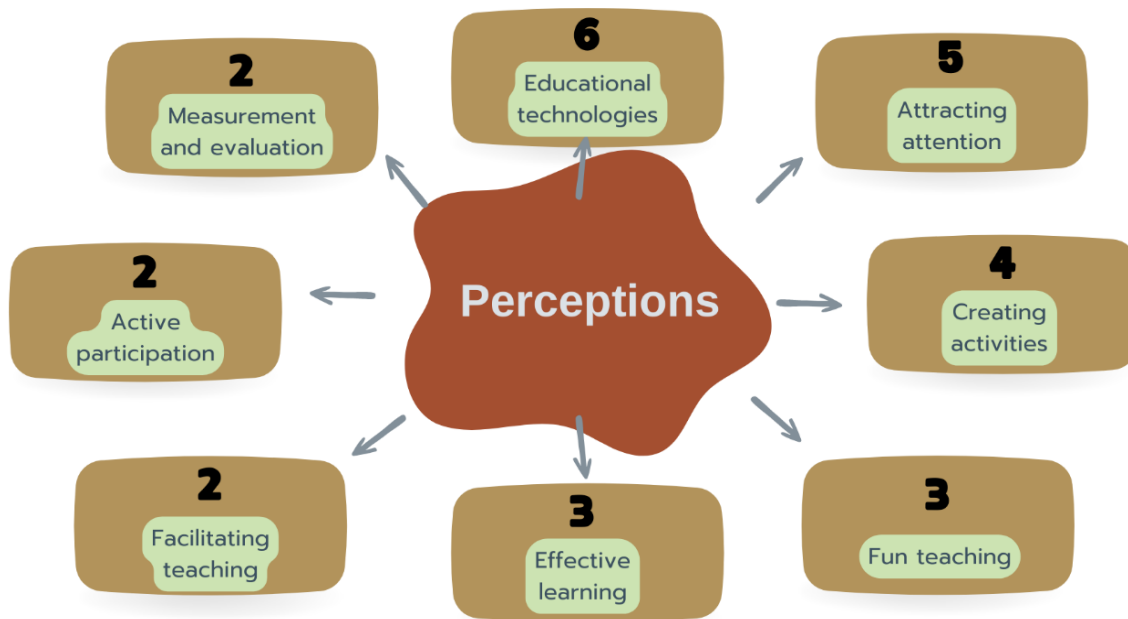 6
Educational
technologies
5
Attracting
attention
4
Creating
activities
3
Fun teaching
3
Effective
learning
2
Facilitating
teaching
2
Active
participation
2
Measurement
and evaluation
Perceptions